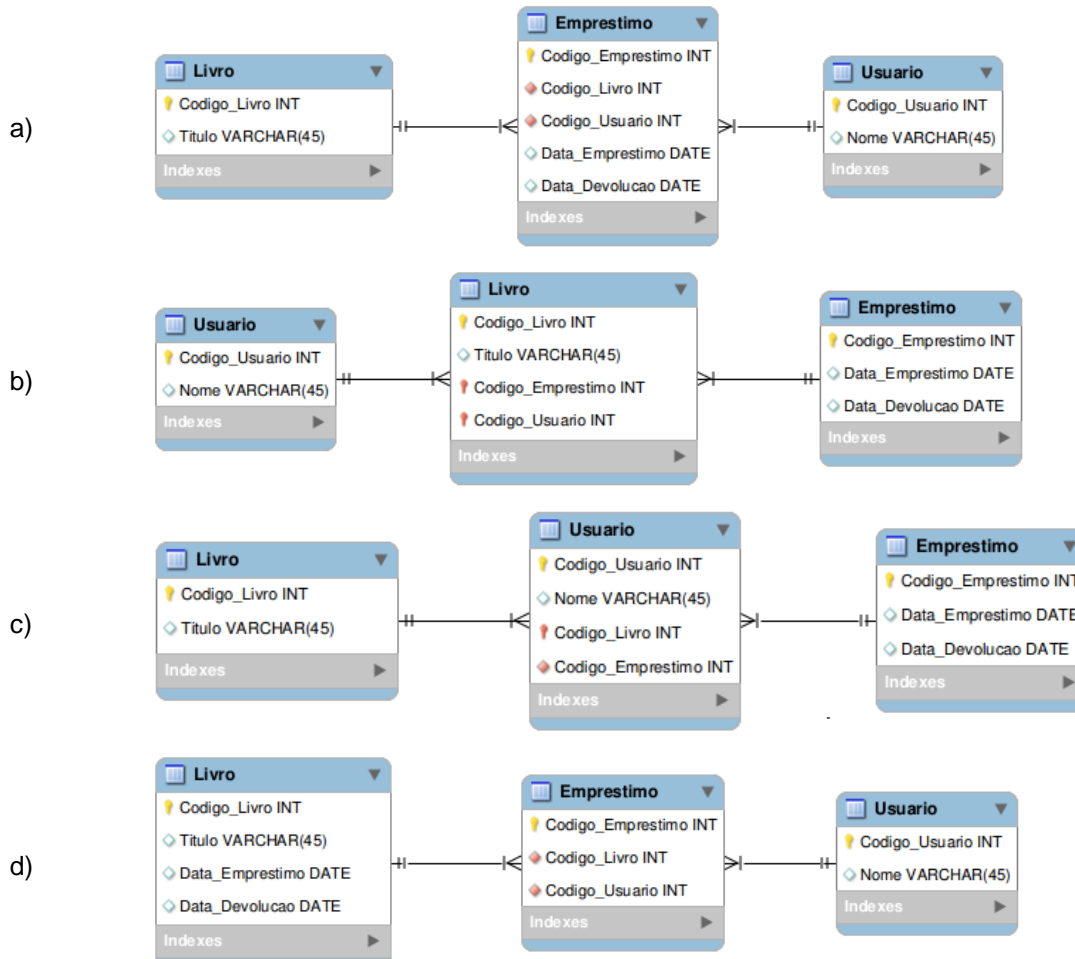 a)
Livro
Codigo_Livro INT
Titulo VARCHAR(45)
Indexes
Emprestimo
Codigo_Emprestimo INT
Codigo_Livro INT
Codigo_Usuario INT
Data_Emprestimo DATE
Data_Devolucao DATE
Indexes
Usuario
Codigo_Usuario INT
Nome VARCHAR(45)
Indexes
b)
Usuario
Codigo_Usuario INT
Nome VARCHAR(45)
Indexes
Livro
Codigo_Livro INT
Titulo VARCHAR(45)
Codigo_Emprestimo INT
Codigo_Usuario INT
Indexes
Emprestimo
Codigo_Emprestimo INT
Data_Emprestimo DATE
Data_Devolucao DATE
Indexes
c)
Livro
Codigo_Livro INT
Titulo VARCHAR(45)
Indexes
Usuario
Codigo_Usuario INT
Nome VARCHAR(45)
Codigo_Livro INT
Codigo_Emprestimo INT
Indexes
Emprestimo
Codigo_Emprestimo INT
Data_Emprestimo DATE
Data_Devolucao DATE
Indexes
d)
Livro
Codigo_Livro INT
Titulo VARCHAR(45)
Data_Emprestimo DATE
Data_Devolucao DATE
Indexes
Emprestimo
Codigo_Emprestimo INT
Codigo_Livro INT
Codigo_Usuario INT
Indexes
Usuario
Codigo_Usuario INT
Nome VARCHAR(45)
Indexes